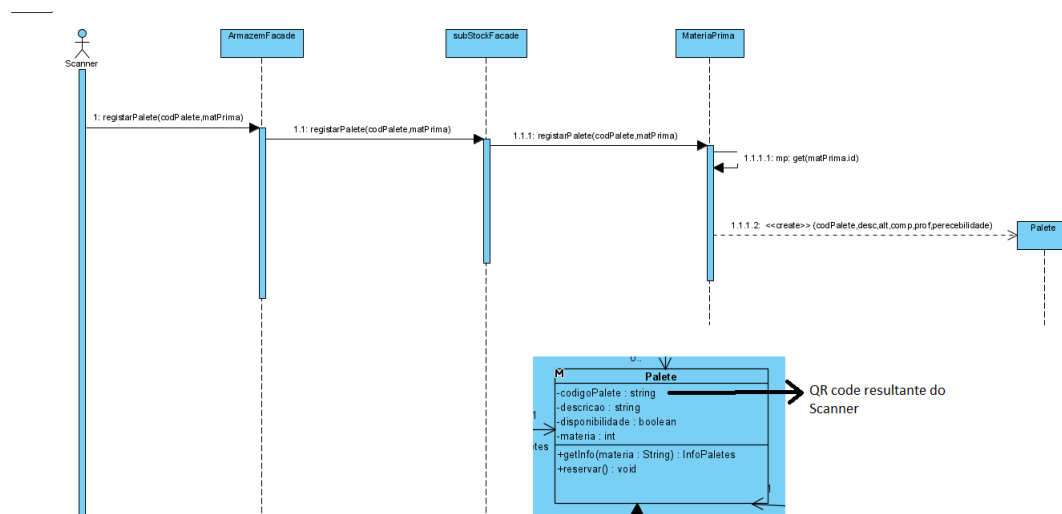 ArmazemFacade
subStockFacade
MateriaPrima
Scanner
1: registarPalete(codPalete,matPrima)
1.1: registarPalete(codPalete,matPrima)
1.1.1: registarPalete(codPalete,matPrima)
1.1.1.1: mp: get(matPrima.id)
1.1.1.2: <<create>> (codPalete,desc,alt,comp,prof,perecebilidade)
Palete
0..
M
Palete
-codigoPalete : string
-descricao : string
-disponibilidade : boolean
-materia : int
+getInfo(materia : String) : InfoPaletes
+reservar() : void
QR code resultante do
Scanner
1
tes
1